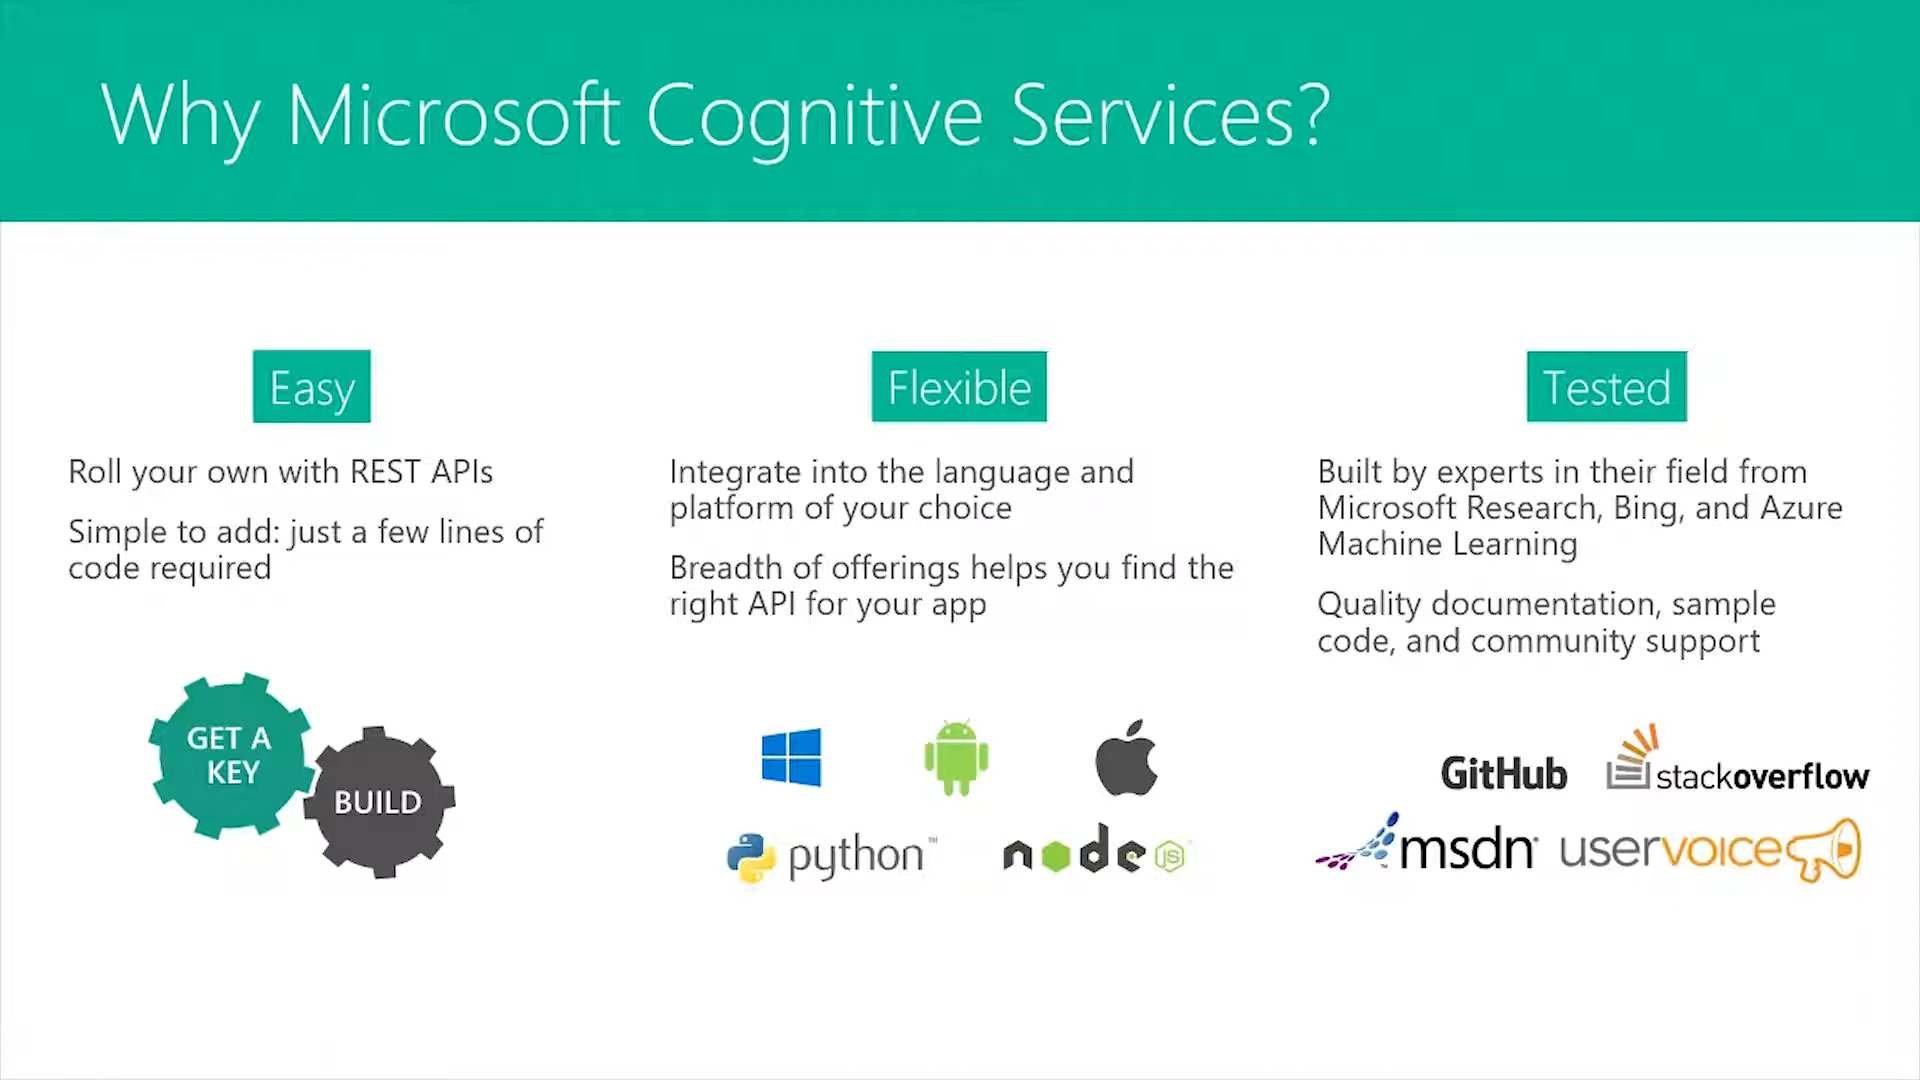 Why Microsoft Cognitive Services?
Easy
Roll your own with REST APIs
Simple to add: just a few lines of
code required
GET A
KEY
BUILD
Flexible
Integrate into the language and
platform of your choice
Breadth of offerings helps you find the
right API for your app
python™
node JS
Tested
Built by experts in their field from
Microsoft Research, Bing, and Azure
Machine Learning
Quality documentation, sample
code, and community support
GitHub
stackoverflow
msdn
uservoice